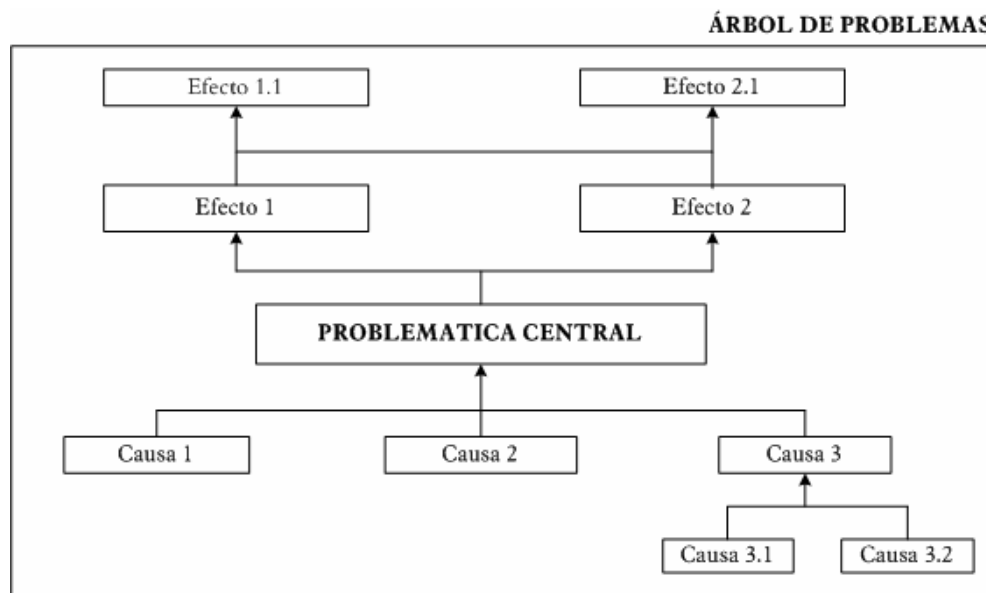 ÁRBOL DE PROBLEMAS
Efecto 1.1
Efecto 2.1
Efecto 1
Efecto 2
PROBLEMATICA CENTRAL
Causa 1
Causa 2
Causa 3
Causa 3.1
Causa 3.2